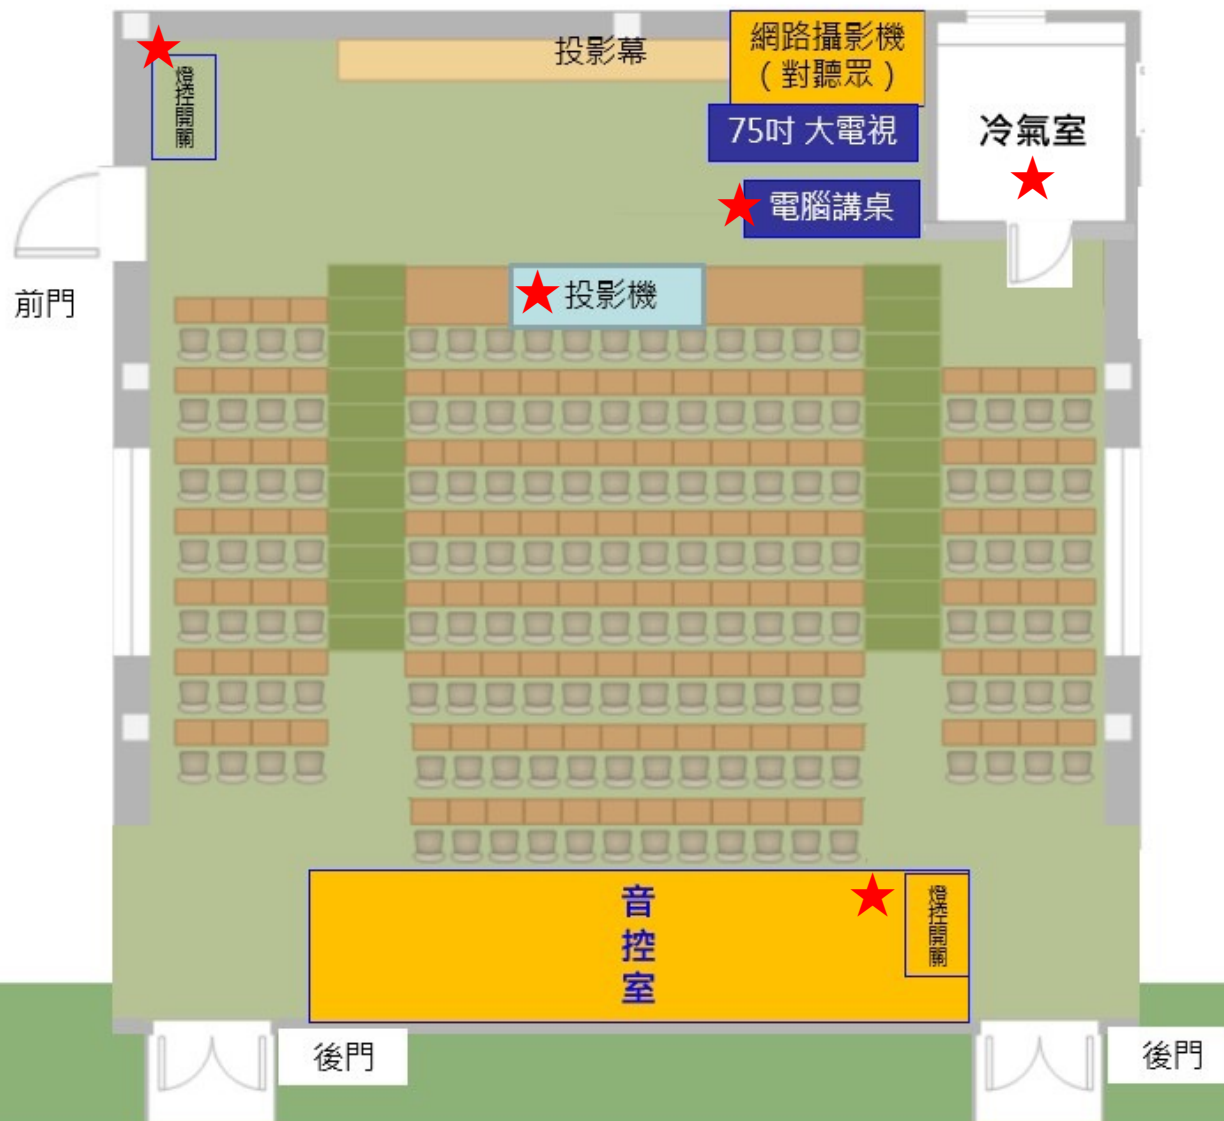 投影幕
網路攝影機
（對聽眾）
燈控開關
75吋 大電視
冷氣室
電腦講桌
前門
投影機
音控室
燈控開關
後門
後門